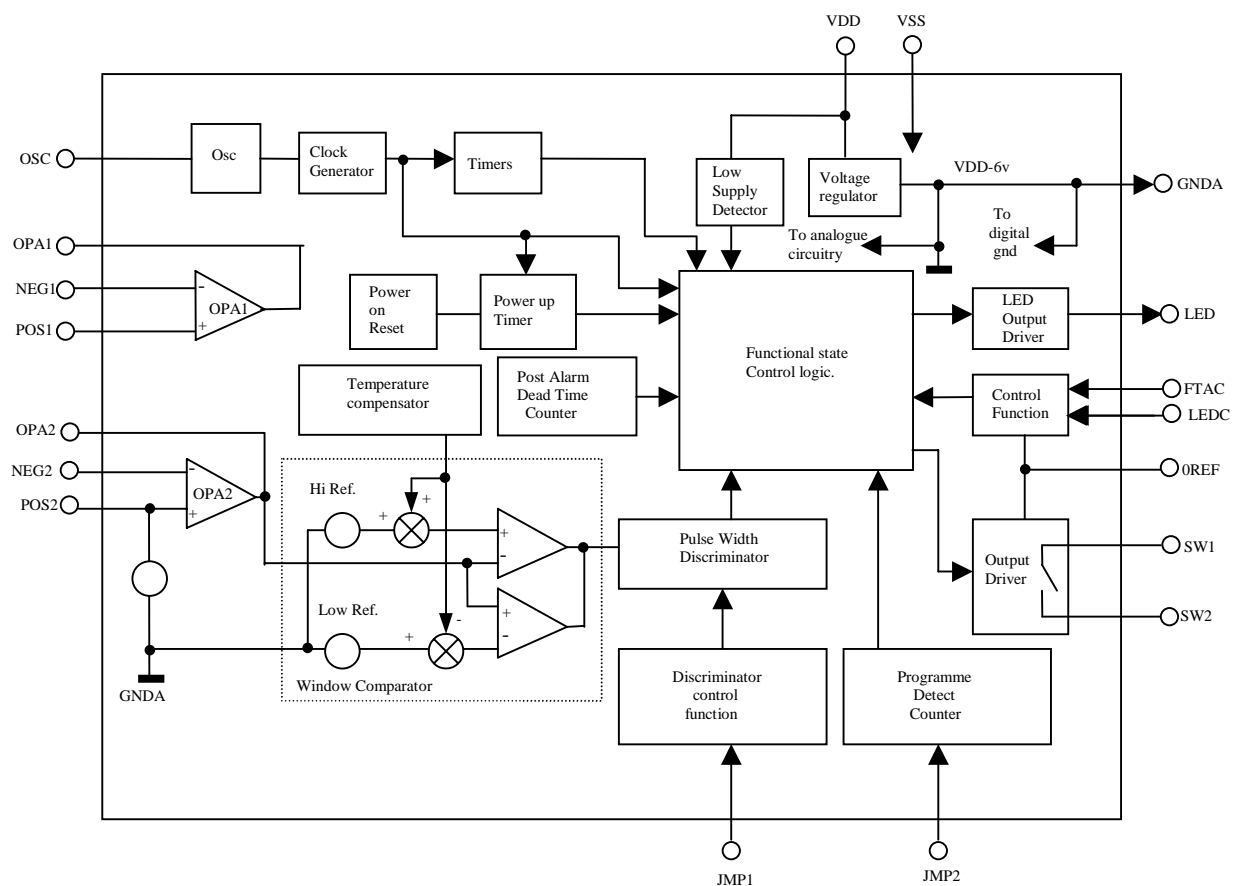 VDD
VSS
OSC
Osc
Clock
Generator
Timers
Low
Supply
Detector
Voltage
regulator
VDD-6v
GNDA
To analogue
circuitry
To
digital
gnd
OPA1
NEG1
POS1
-
+
OPA1
Power
on
Reset
Power up
Timer
Functional state
Control logic.
LED
Output
Driver
LED
Temperature
compensator
Post Alarm
Dead Time
Counter
Control
Function
FTAC
LEDC
0REF
OPA2
NEG2
POS2
-
+
OPA2
Hi Ref.
+
+
+
-
Low Ref.
+
-
+
-
Window Comparator
GNDA
Pulse Width
Discriminator
Output
Driver
SW1
SW2
Discriminator
control
function
Programme
Detect
Counter
JMP1
JMP2